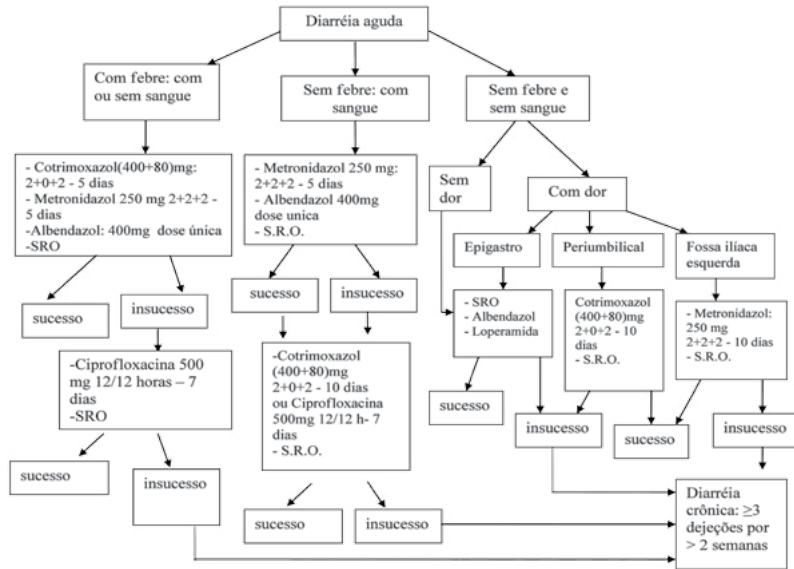 Diarréia aguda
Com febre: com
ou sem sangue
Sem febre: com
sangue
Sem febre e
sem sangue
- Cotrimoxazol(400+80)mg:
2+0+2 - 5 dias
- Metronidazol 250 mg 2+2+2 -
5 dias
-Albendazol: 400mg dose única
-SRO
- Metronidazol 250 mg:
2+2+2 - 5 dias
- Albendazol 400mg
dose unica
- S.R.O.
Sem
dor
Com dor
Epigastro
Periumbilical
Fossa ilíaca
esquerda
sucesso
insucesso
sucesso
insucesso
- SRO
- Albendazol
- Loperamida
Cotrimoxazol
(400+80)mg
2+0+2 - 10
dias
- S.R.O.
- Metronidazol:
250 mg
2+2+2 - 10 dias
- S.R.O.
-Ciprofloxacina 500
mg 12/12 horas – 7
dias
-SRO
-Cotrimoxazol
(400+80)mg
2+0+2 - 10 dias
ou Ciprofloxacina
500mg 12/12 h- 7
dias
- S.R.O.
sucesso
insucesso
sucesso
insucesso
sucesso
insucesso
sucesso
insucesso
Diarréia
crônica: ≥3
dejeções por
> 2 semanas